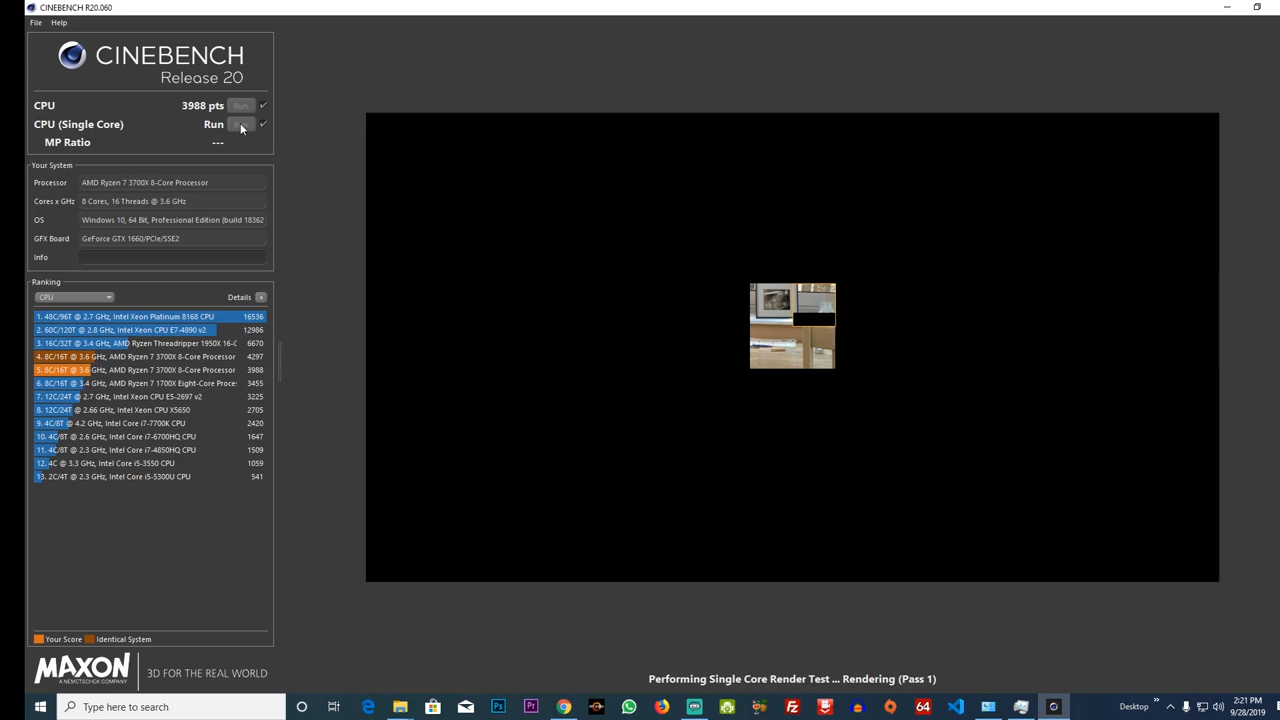 CINEBENCH R20.060
File Help
CINEBENCH
Release 20
CPU 3988 pts Run
CPU (Single Core) Run
MP Ratio ---
Your System
Processor AMD Ryzen 7 3700X 8-Core Processor
Cores x GHz 8 Cores, 16 Threads @ 3.6 GHz
OS Windows 10, 64 Bit, Professional Edition (build 18362
GFX Board GeForce GTX 1660/PCIe/SSE2
Info
Ranking
CPU Details
1. 48C/96T @ 2.7 GHz, Intel Xeon Platinum 8168 CPU 16536
2. 60C/120T @ 2.8 GHz, Intel Xeon CPU E7-4890 v2 12986
3. 16C/32T @ 3.4 GHz, AMD Ryzen Threadripper 1950X 16-C 6670
4. 8C/16T @ 3.6 GHz, AMD Ryzen 7 3700X 8-Core Processor 4297
5. 8C/16T @ 3.6 GHz, AMD Ryzen 7 3700X 8-Core Processor 3988
6. 8C/16T @ 3.4 GHz, AMD Ryzen 7 1700X Eight-Core Proce: 3455
7. 12C/24T @ 2.7 GHz, Intel Xeon CPU E5-2697 v2 3225
8. 12C/24T @ 2.66 GHz, Intel Xeon CPU X5650 2705
9. 4C/8T @ 4.2 GHz, Intel Core i7-7700K CPU 2420
10. 4C/8T @ 2.6 GHz, Intel Core i7-6700HQ CPU 1647
11. 4C/8T @ 2.3 GHz, Intel Core i7-4850HQ CPU 1509
12. 4C @ 3.3 GHz, Intel Core i5-3550 CPU 1059
13. 2C/4T @ 2.3 GHz, Intel Core i5-5300U CPU 541
Your Score Identical System
MAXON 3D FOR THE REAL WORLD
A NEMETSCHEK COMPANY
Performing Single Core Render Test ... Rendering (Pass 1)
Type here to search
Ps Pr Fz 64
Desktop
2:21 PM
9/28/2019